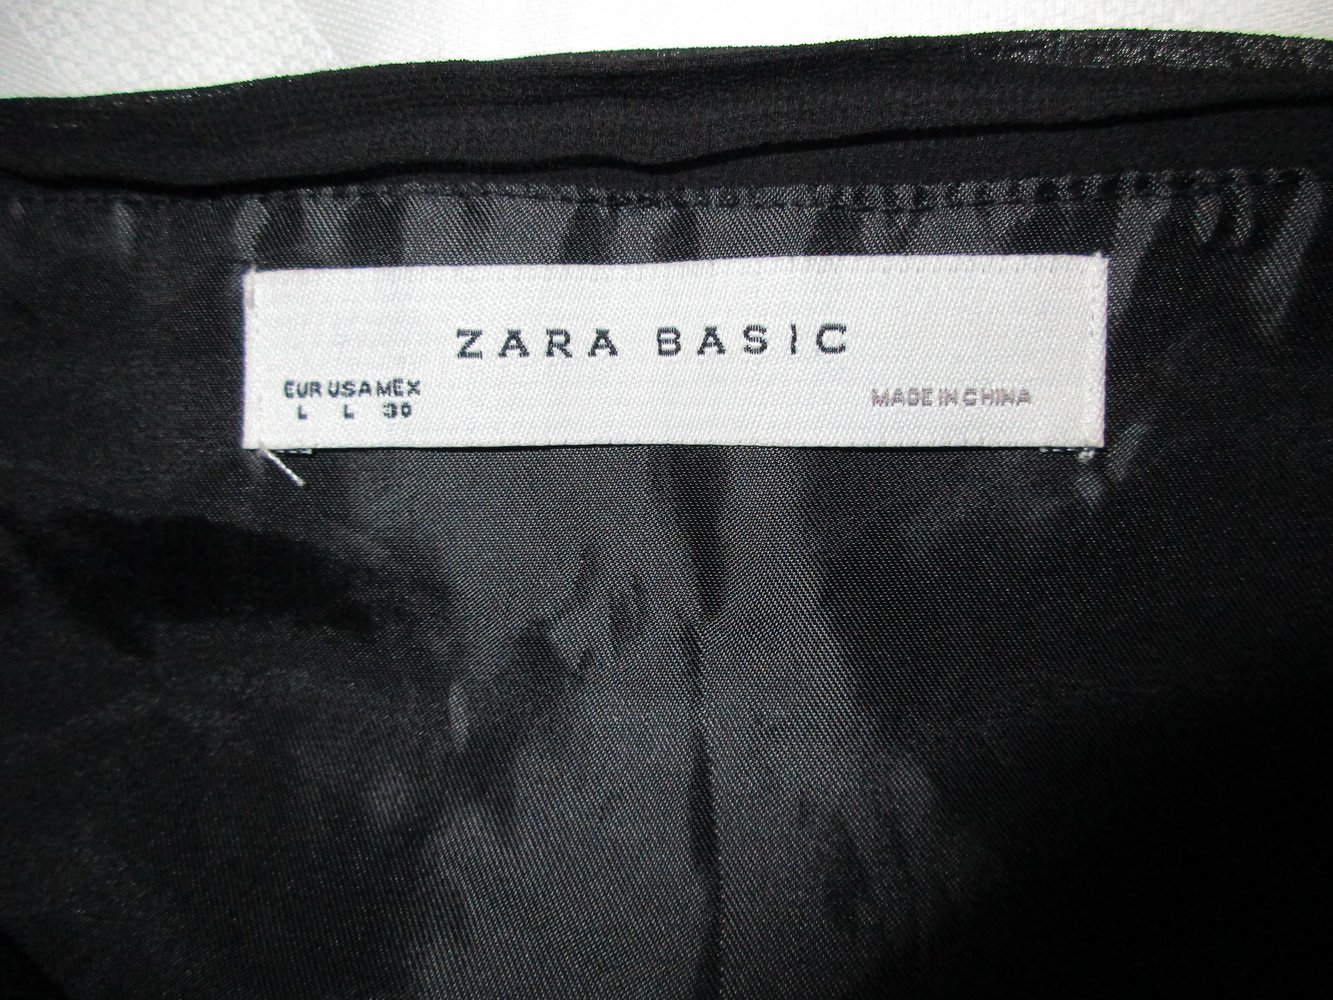 ZARA BASIC
EUR USA MEX
L L 30
MADE IN CHINA